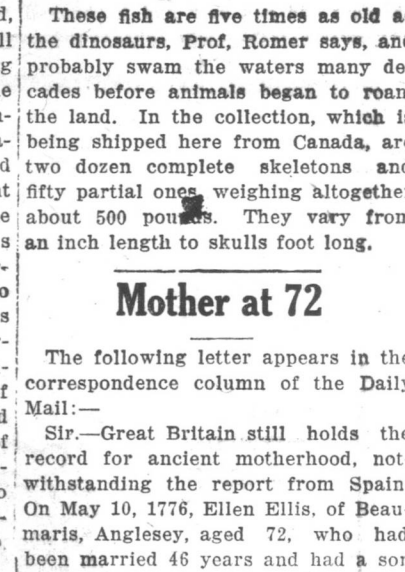 These fish are five times as old a
the dinosaurs, Prof, Romer says, an
probably swam the waters many de
cades before animals began to roam
the land. In the collection, which i
being shipped here from Canada, ar
two dozen complete skeletons and
fifty partial ones weighing altogethe
about 500 pounds. They vary from
an inch length to skulls foot long.
Mother at 72
The following letter appears in the
correspondence column of the Daily
Mail:—
Sir.—Great Britain still holds the
record for ancient motherhood, not
withstanding the report from Spain
On May 10, 1776, Ellen Ellis, of Beau
maris, Anglesey, aged 72, who had
been married 46 years and had a son